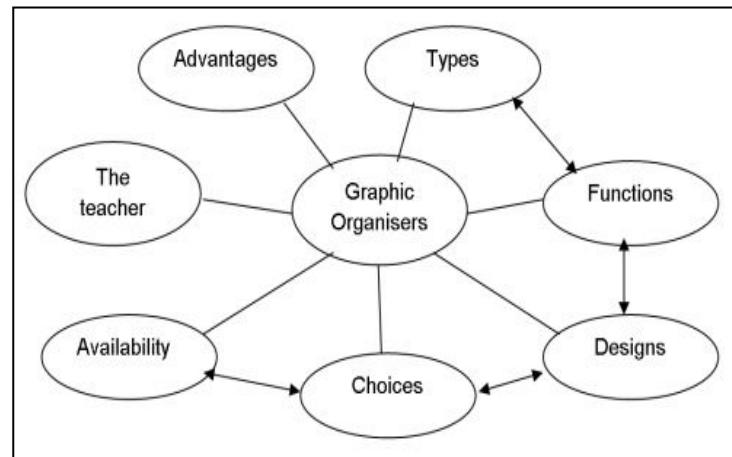 Advantages
Types
The
teacher
Graphic
Organisers
Functions
Availability
Choices
Designs